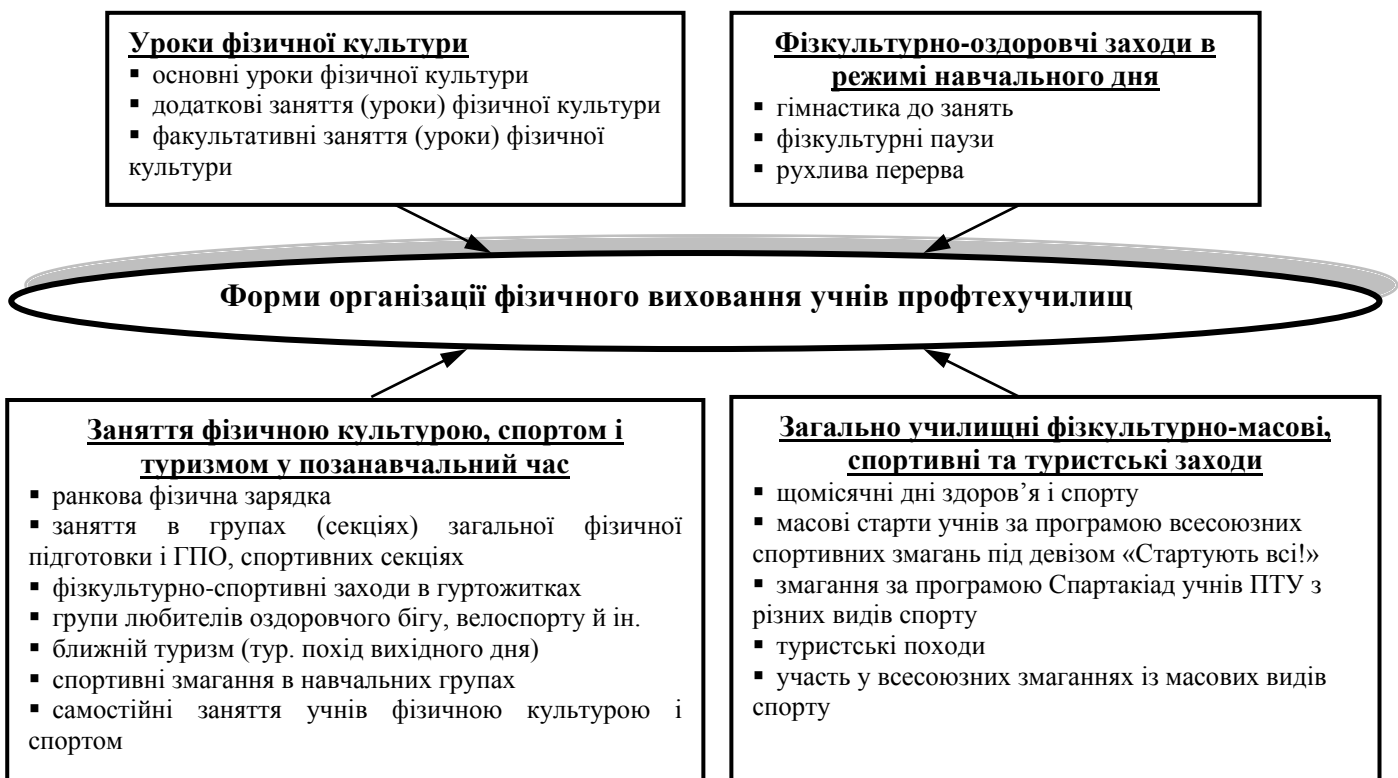 Уроки фізичної культури
▪ основні уроки фізичної культури
▪ додаткові заняття (уроки) фізичної культури
▪ факультативні заняття (уроки) фізичної
культури
Фізкультурно-оздоровчі заходи в
режимі навчального дня
▪ гімнастика до занять
▪ фізкультурні паузи
▪ рухлива перерва
Форми організації фізичного виховання учнів профтехучилищ
Заняття фізичною культурою, спортом і
туризмом у позанавчальний час
▪ ранкова фізична зарядка
▪ заняття в групах (секціях) загальної фізичної
підготовки і ГПО, спортивних секціях
▪ фізкультурно-спортивні заходи в гуртожитках
▪ групи любителів оздоровчого бігу, велоспорту й ін.
▪ ближній туризм (тур. похід вихідного дня)
▪ спортивні змагання в навчальних групах
▪ самостійні заняття учнів фізичною культурою і
спортом
Загально училищні фізкультурно-масові,
спортивні та туристські заходи
▪ щомісячні дні здоров’я і спорту
▪ масові старти учнів за програмою всесоюзних
спортивних змагань під девізом «Стартують всі!»
▪ змагання за програмою Спартакіад учнів ПТУ з
різних видів спорту
▪ туристські походи
▪ участь у всесоюзних змаганнях із масових видів
спорту